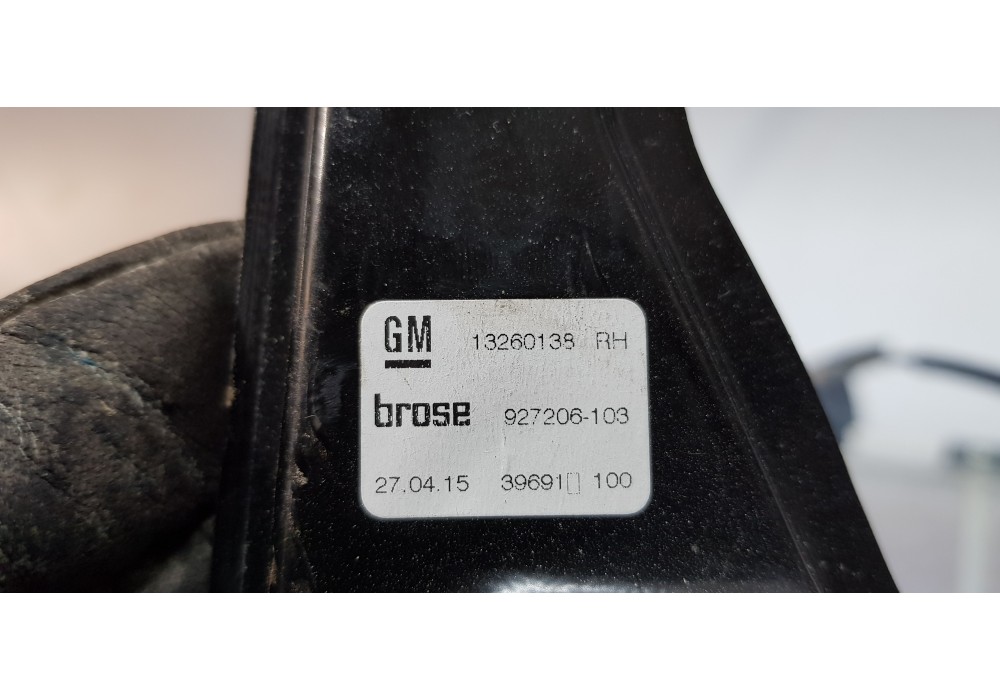 GM 13260138 RH
brose 927206-103
27.04.15 39691▯ 100